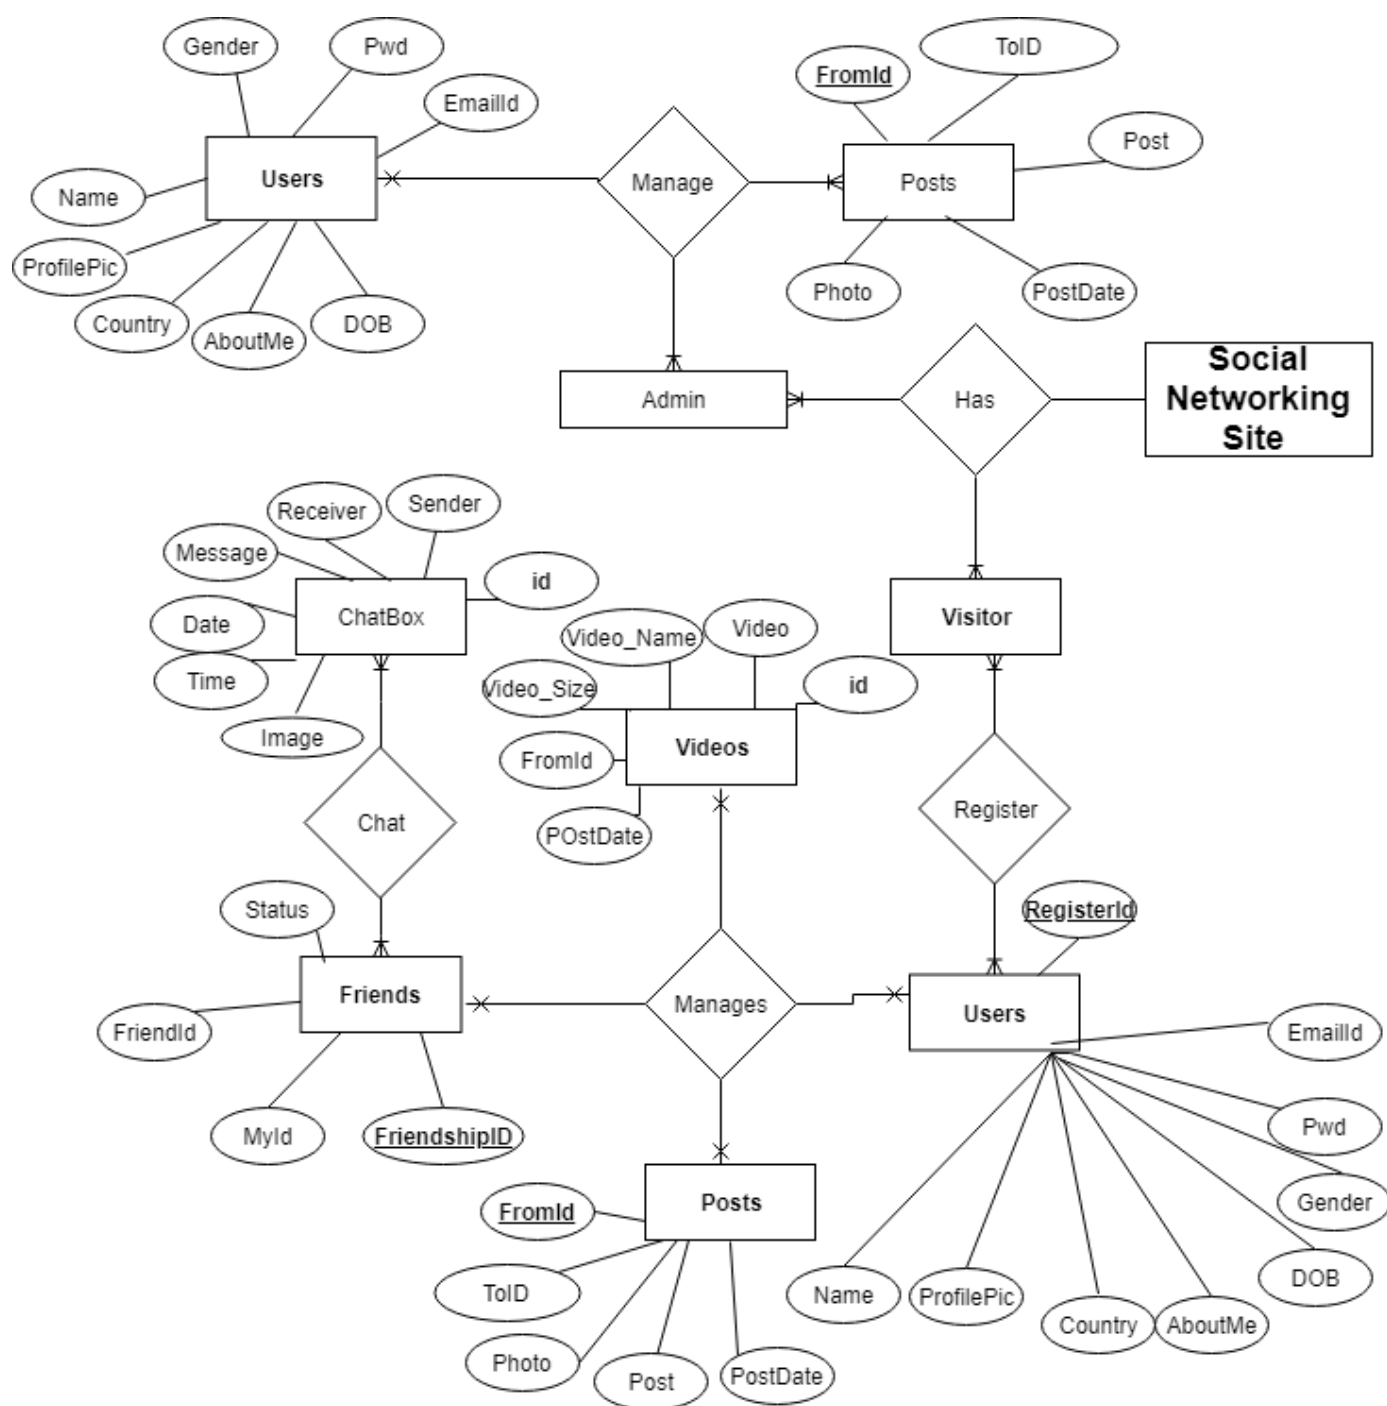 Gender
Pwd
EmailId
Users
Name
ProfilePic
Country
AboutMe
DOB
Manage
FromId
ToID
Post
Posts
Photo
PostDate
Admin
Has
Social
Networking
Site
Receiver
Sender
Message
id
Date
ChatBox
Time
Image
Video_Name
Video
Video_Size
id
Videos
FromId
POstDate
Visitor
Chat
Register
Status
Friends
FriendId
MyId
FriendshipID
Manages
RegisterId
Users
EmailId
Pwd
Gender
DOB
Name
ProfilePic
Country
AboutMe
Posts
FromId
ToID
Photo
Post
PostDate